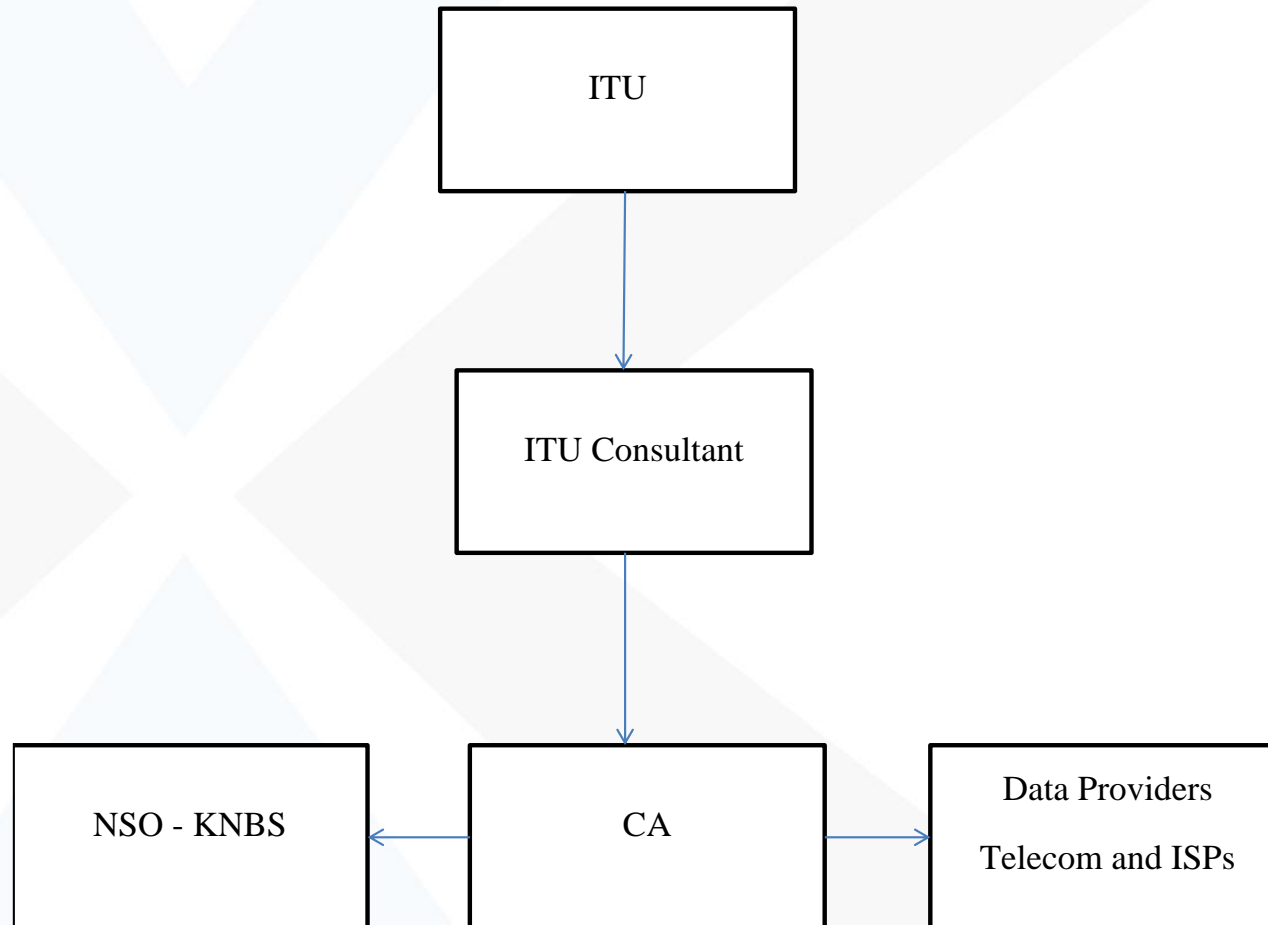 ITU
ITU Consultant
NSO - KNBS
CA
Data Providers
Telecom and ISPs